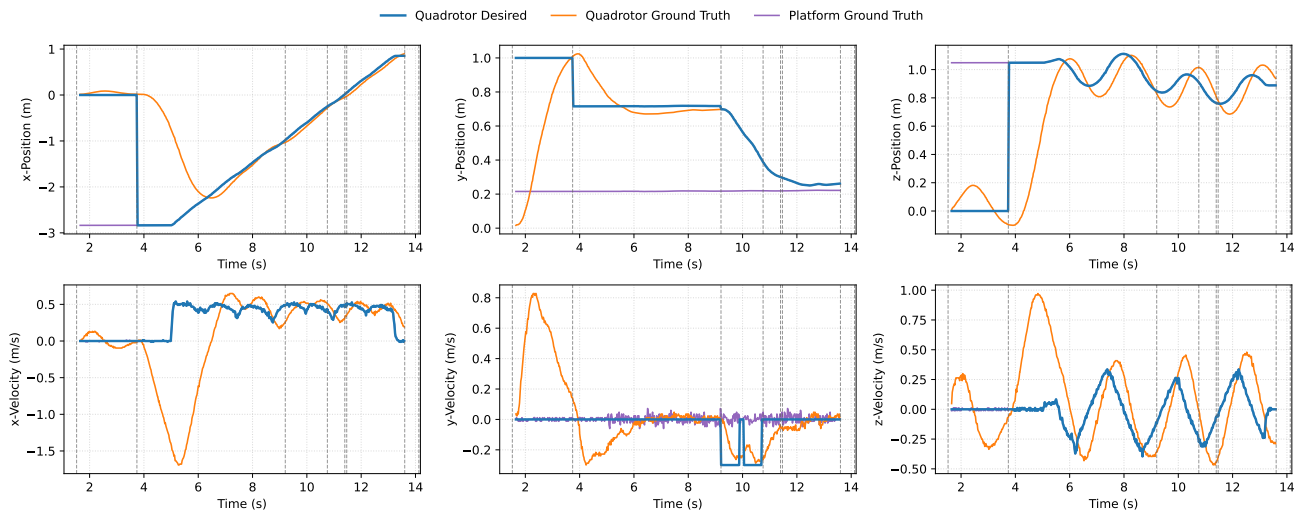 Quadrotor Desired Quadrotor Ground Truth Platform Ground Truth
x-Position (m)
1
0
−1
−2
−3
2 4 6 8 10 12 14
Time (s)
y-Position (m)
1.0
0.8
0.6
0.4
0.2
0.0
2 4 6 8 10 12 14
Time (s)
z-Position (m)
1.0
0.8
0.6
0.4
0.2
0.0
2 4 6 8 10 12 14
Time (s)
x-Velocity (m/s)
0.5
0.0
−0.5
−1.0
−1.5
2 4 6 8 10 12 14
Time (s)
y-Velocity (m/s)
0.8
0.6
0.4
0.2
0.0
−0.2
2 4 6 8 10 12 14
Time (s)
z-Velocity (m/s)
1.00
0.75
0.50
0.25
0.00
−0.25
−0.50
2 4 6 8 10 12 14
Time (s)